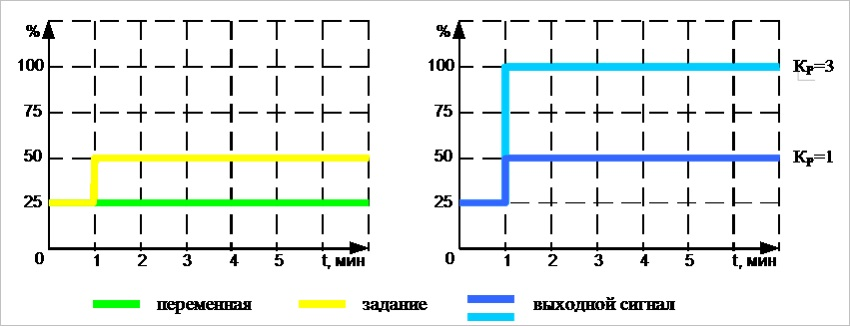 %
100
75
50
25
0
1 2 3 4 5 t, мин
%
100
75
50
25
0
1 2 3 4 5 t, мин
Kp=3
Kp=1
переменная
задание
выходной сигнал